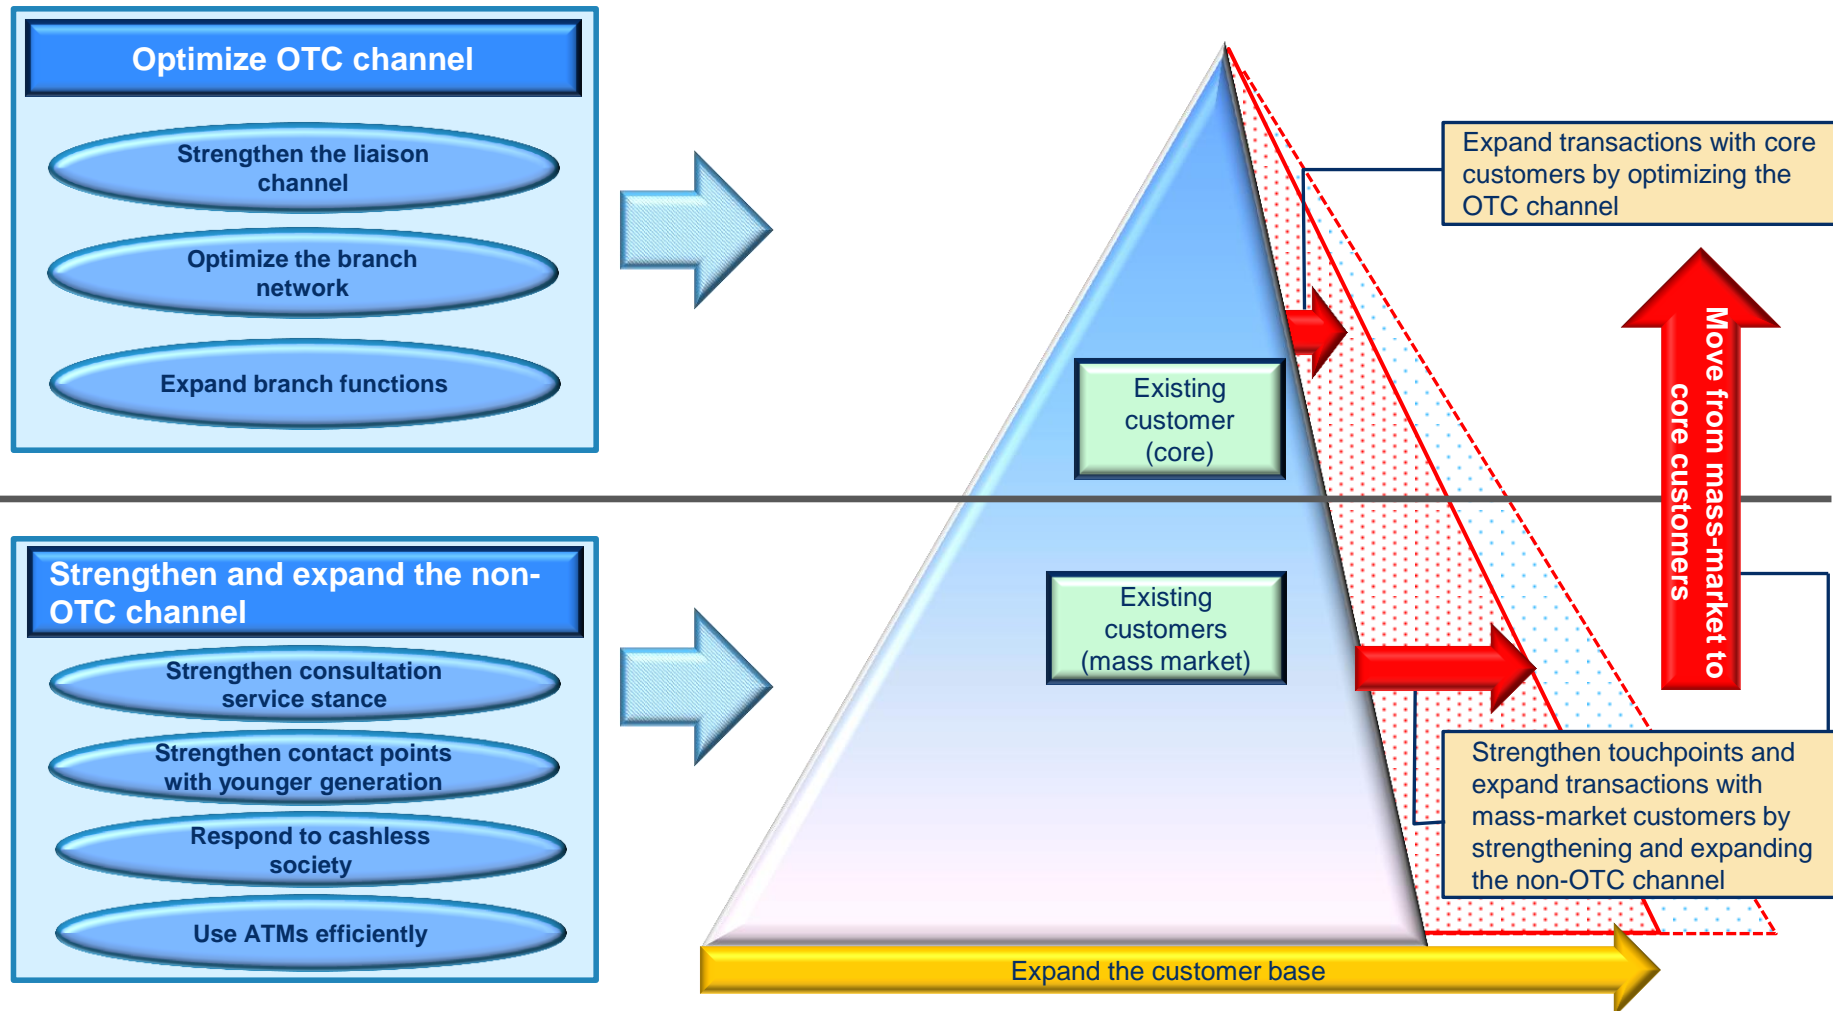 Optimize OTC channel
Strengthen the liaison
channel
Optimize the branch
network
Expand branch functions
Strengthen and expand the non-
OTC channel
Strengthen consultation
service stance
Strengthen contact points
with younger generation
Respond to cashless
society
Use ATMs efficiently
Existing
customer
(core)
Existing
customers
(mass market)
Expand the customer base
Expand transactions with core
customers by optimizing the
OTC channel
Move from mass-market to
core customers
Strengthen touchpoints and
expand transactions with
mass-market customers by
strengthening and expanding
the non-OTC channel